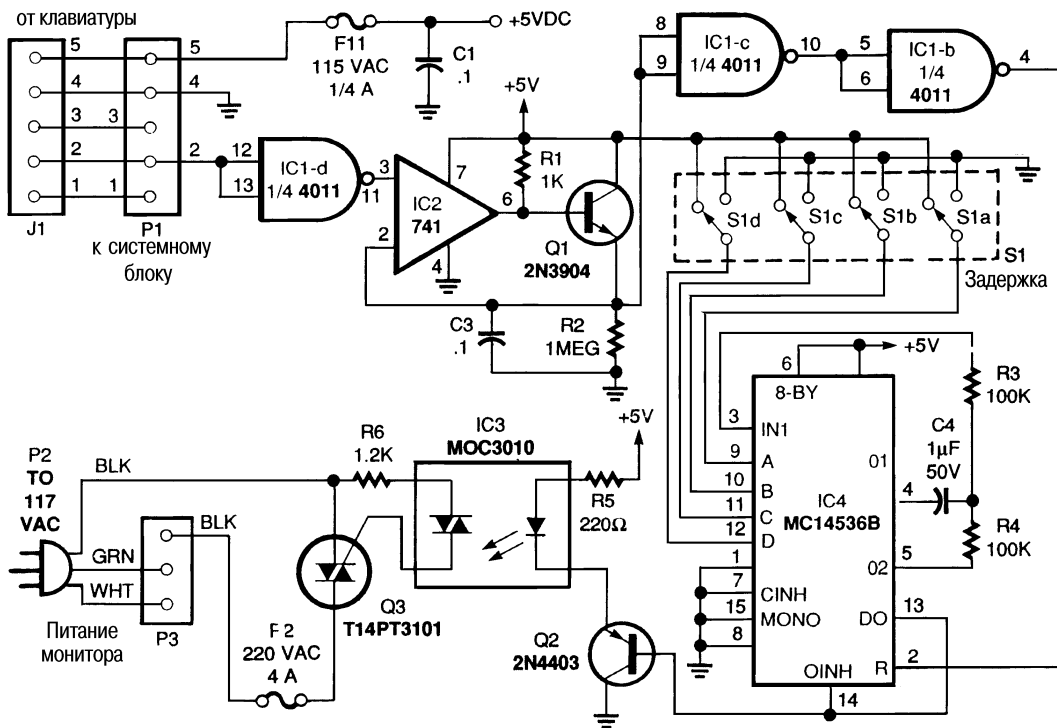 от клавиатуры
5
4
3
2
1
J1
5
4
3
2
1
P1
к системному
блоку
F11
115 VAC
1/4 A
+5VDC
C1
.1
12
13
IC1-d
1/4 4011
11
3
2
7
IC2
741
6
4
+5V
R1
1K
Q1
2N3904
C3
.1
R2
1MEG
8
9
IC1-c
1/4 4011
10
5
6
IC1-b
1/4
4011
4
S1d
S1c
S1b
S1a
S1
Задержка
6
+5V
8-BY
3
IN1
9
A
10
B
11
C
12
D
1
7
CINH
15
MONO
8
01
4
IC4
MC14536B
02
5
DO
13
R
2
OINH
14
R3
100K
C4
1µF
50V
R4
100K
P2
TO
117
VAC
BLK
BLK
GRN
WHT
P3
Питание
монитора
R6
1.2K
IC3
MOC3010
+5V
R5
220Ω
Q3
T14PT3101
F 2
220 VAC
4 A
Q2
2N4403